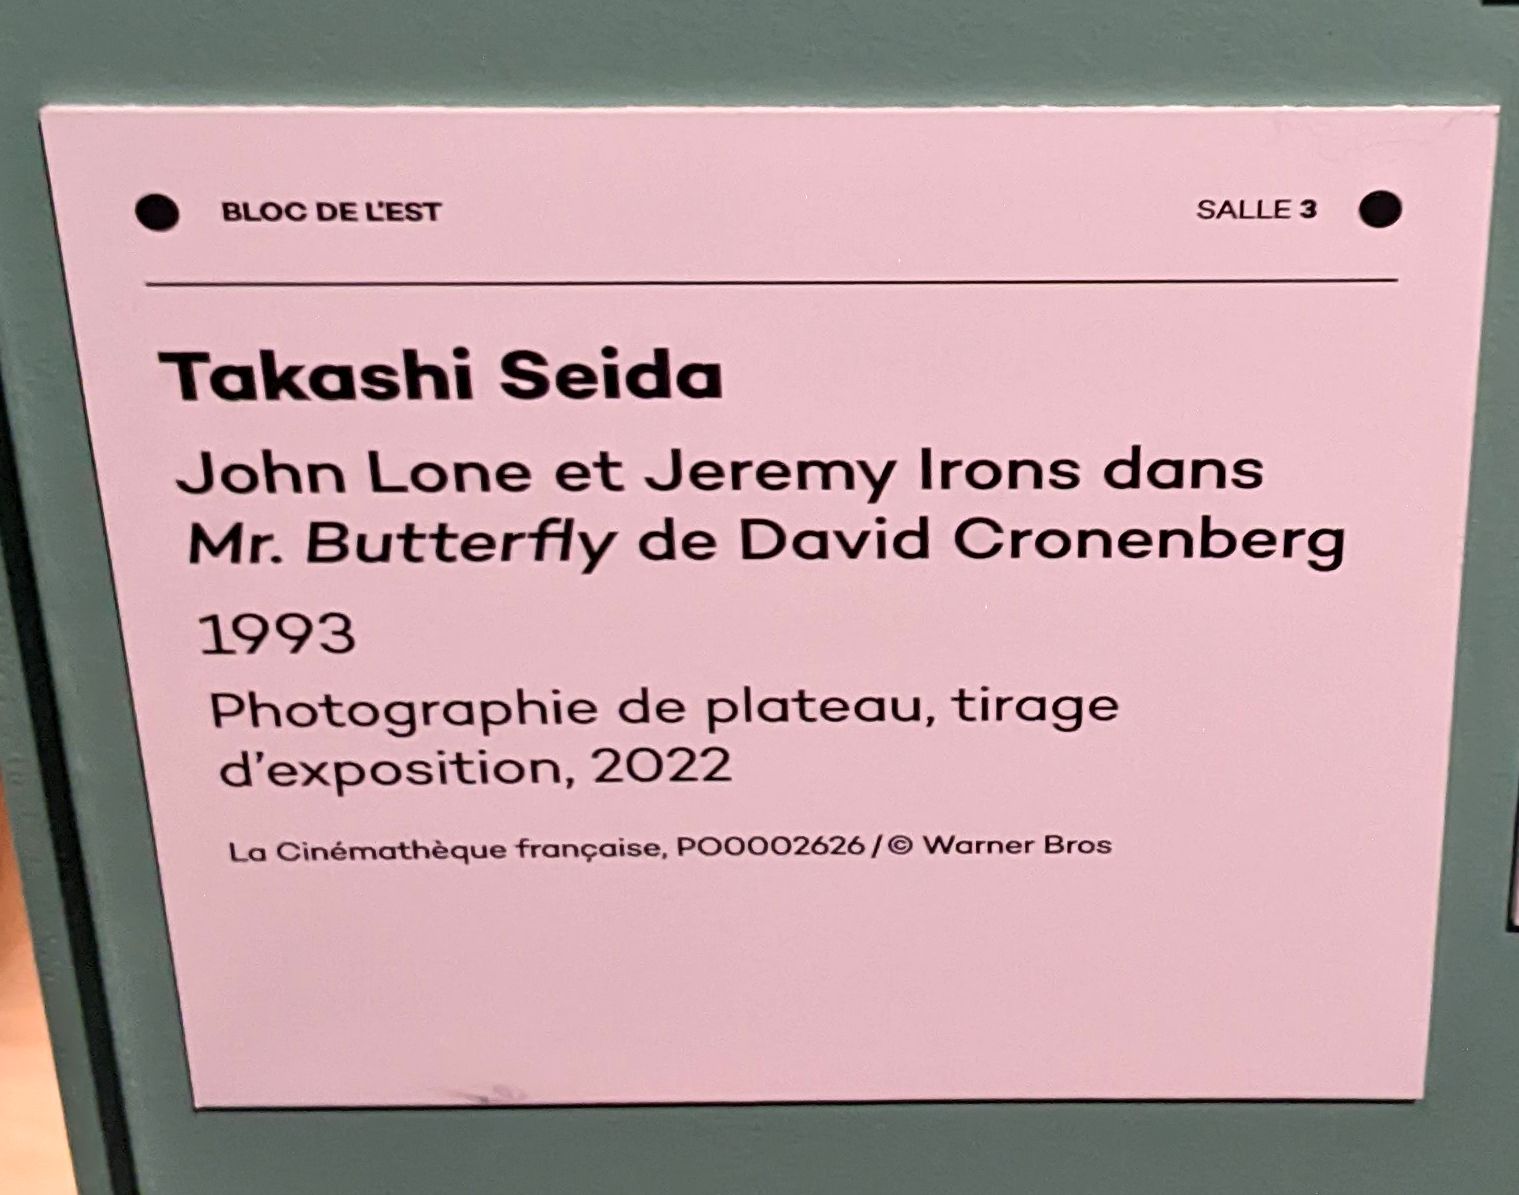 BLOC DE L'EST
SALLE 3
Takashi Seida
John Lone et Jeremy Irons dans
Mr. Butterfly de David Cronenberg
1993
Photographie de plateau, tirage
d’exposition, 2022
La Cinémathèque française, PO0002626 / © Warner Bros